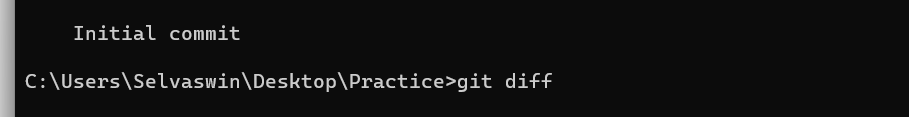 Initial commit
C:\Users\Selvaswin\Desktop\Practice>git diff